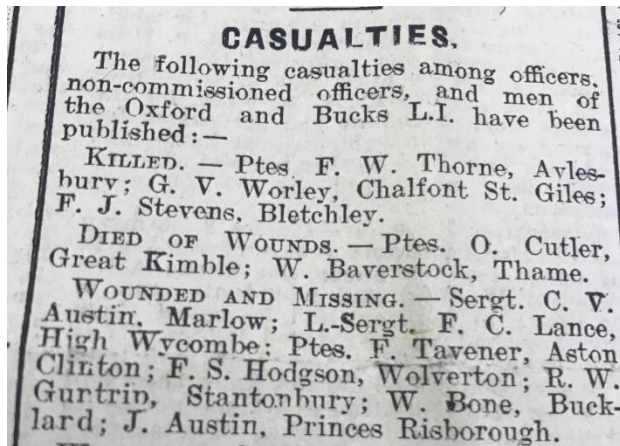 CASUALTIES.
The following casualties among officers,
non-commissioned officers, and men of
the Oxford and Bucks L.I. have been
published:—
KILLED. — Ptes. F. W. Thorne, Ayles-
bury; G. V. Worley, Chalfont St. Giles;
F. J. Stevens, Bletchley.
DIED OF WOUNDS. — Ptes. O. Cutler,
Great Kimble; W. Baverstock, Thame.
WOUNDED AND MISSING. — Sergt. C. V.
Austin, Marlow; L.-Sergt. F. C. Lance,
High Wycombe; Ptes. F. Tavener, Aston
Clinton; F. S. Hodgson, Wolverton; R. W.
Gurtrip, Stantonbury; W. Bone, Buck-
lard; J. Austin, Princes Risborough.